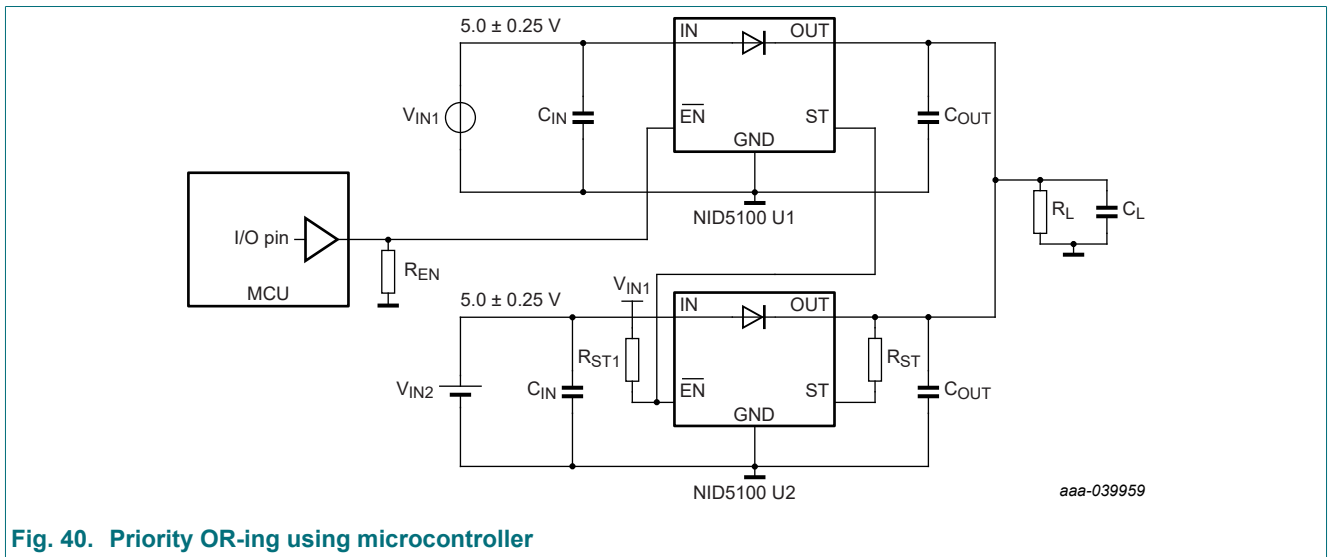 5.0 ± 0.25 V
IN
OUT
VIN1
CIN
EN
ST
COUT
GND
NID5100 U1
RL
CL
I/O pin
MCU
REN
5.0 ± 0.25 V
VIN1
IN
OUT
RST1
RST
VIN2
CIN
EN
ST
COUT
GND
NID5100 U2
aaa-039959
Fig. 40. Priority OR-ing using microcontroller